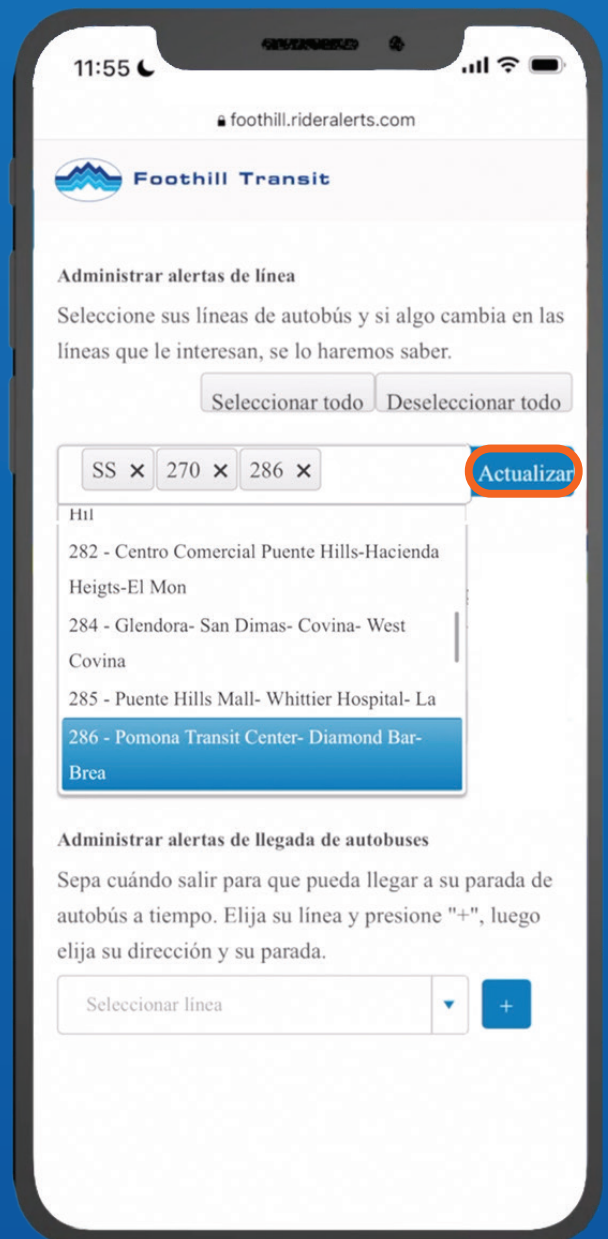 11:55
foothill.rideralerts.com
Foothill Transit
Administrar alertas de línea
Seleccione sus líneas de autobús y si algo cambia en las
líneas que le interesan, se lo haremos saber.
Seleccionar todo Deseleccionar todo
SS × 270 × 286 × Actualizar
Hil
282 - Centro Comercial Puente Hills-Hacienda
Heigts-El Mon
284 - Glendora- San Dimas- Covina- West
Covina
285 - Puente Hills Mall- Whittier Hospital- La
286 - Pomona Transit Center- Diamond Bar-
Brea
Administrar alertas de llegada de autobuses
Sepa cuándo salir para que pueda llegar a su parada de
autobús a tiempo. Elija su línea y presione "+", luego
elija su dirección y su parada.
Seleccionar línea +